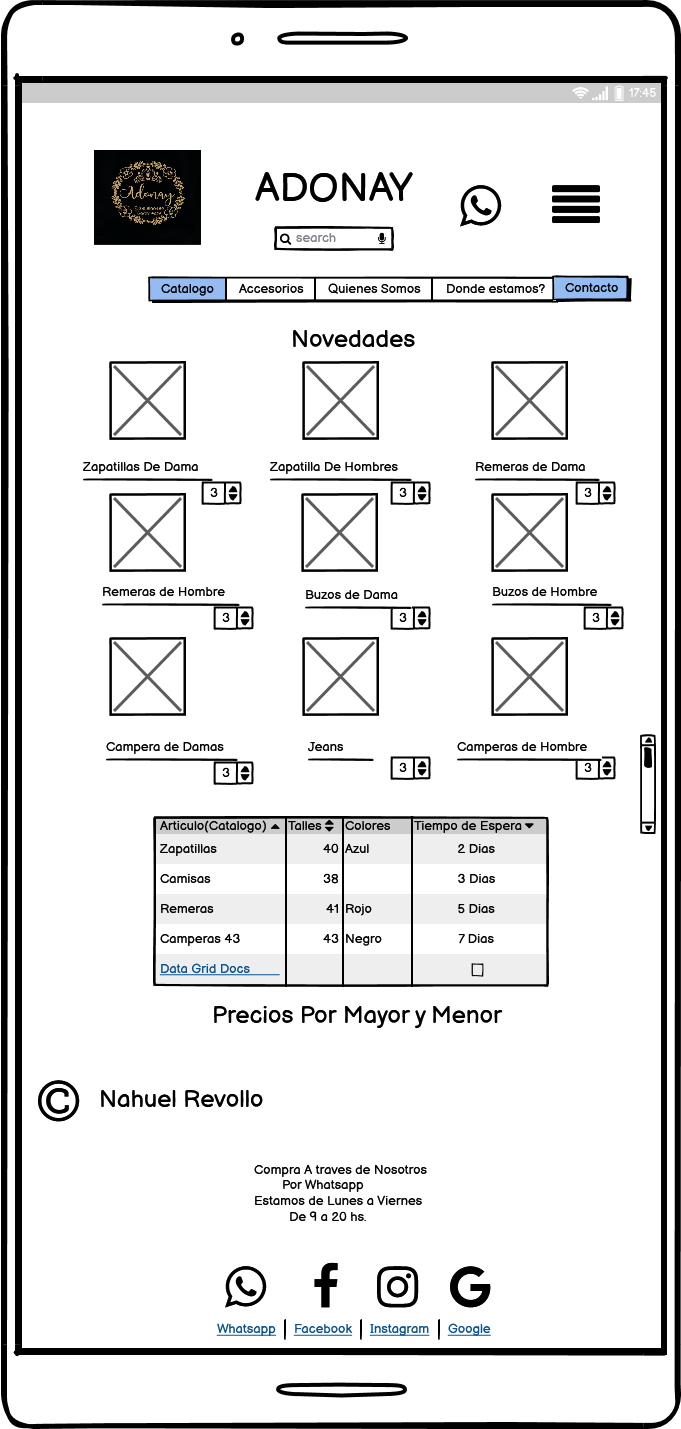 17:45
Adonay
ADONAY
search
Catalogo Accesorios Quienes Somos Donde estamos? Contacto
Novedades
Zapatillas De Dama Zapatilla De Hombres Remeras de Dama
3 3 3
Remeras de Hombre Buzos de Dama Buzos de Hombre
3 3 3
Campera de Damas Jeans Camperas de Hombre
3 3 3
Articulo(Catalogo) Talles Colores Tiempo de Espera
Zapatillas 40 Azul 2 Dias
Camisas 38 3 Dias
Remeras 41 Rojo 5 Dias
Camperas 43 43 Negro 7 Dias
Data Grid Docs
Precios Por Mayor y Menor
© Nahuel Revollo
Compra A traves de Nosotros
Por Whatsapp
Estamos de Lunes a Viernes
De 9 a 20 hs.
Whatsapp Facebook Instagram Google